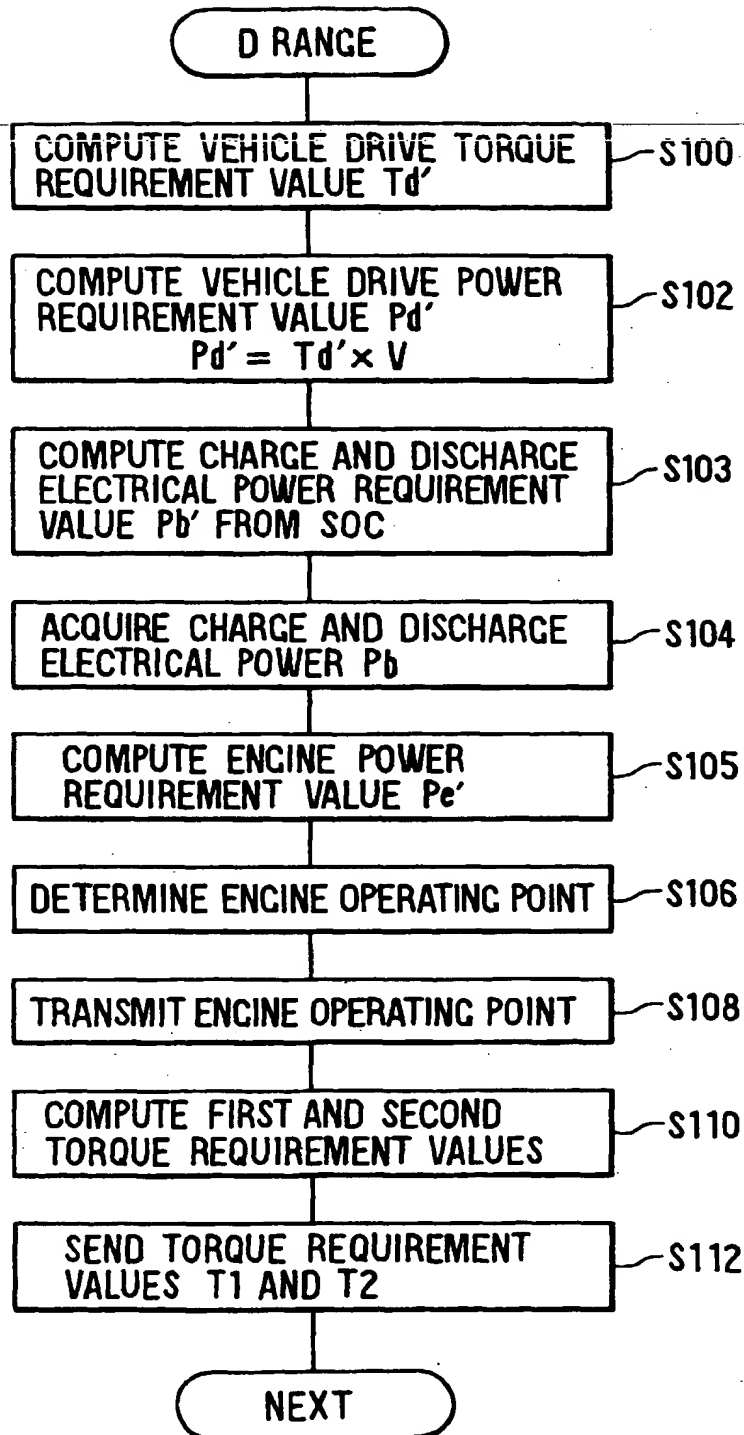 D RANGE
COMPUTE VEHICLE DRIVE TORQUE
REQUIREMENT VALUE Td′
S100
COMPUTE VEHICLE DRIVE POWER
REQUIREMENT VALUE Pd′
Pd′ = Td′ × V
S102
COMPUTE CHARGE AND DISCHARGE
ELECTRICAL POWER REQUIREMENT
VALUE Pb′ FROM SOC
S103
ACQUIRE CHARGE AND DISCHARGE
ELECTRICAL POWER Pb
S104
COMPUTE ENGINE POWER
REQUIREMENT VALUE Pe′
S105
DETERMINE ENGINE OPERATING POINT
S106
TRANSMIT ENGINE OPERATING POINT
S108
COMPUTE FIRST AND SECOND
TORQUE REQUIREMENT VALUES
S110
SEND TORQUE REQUIREMENT
VALUES T1 AND T2
S112
NEXT